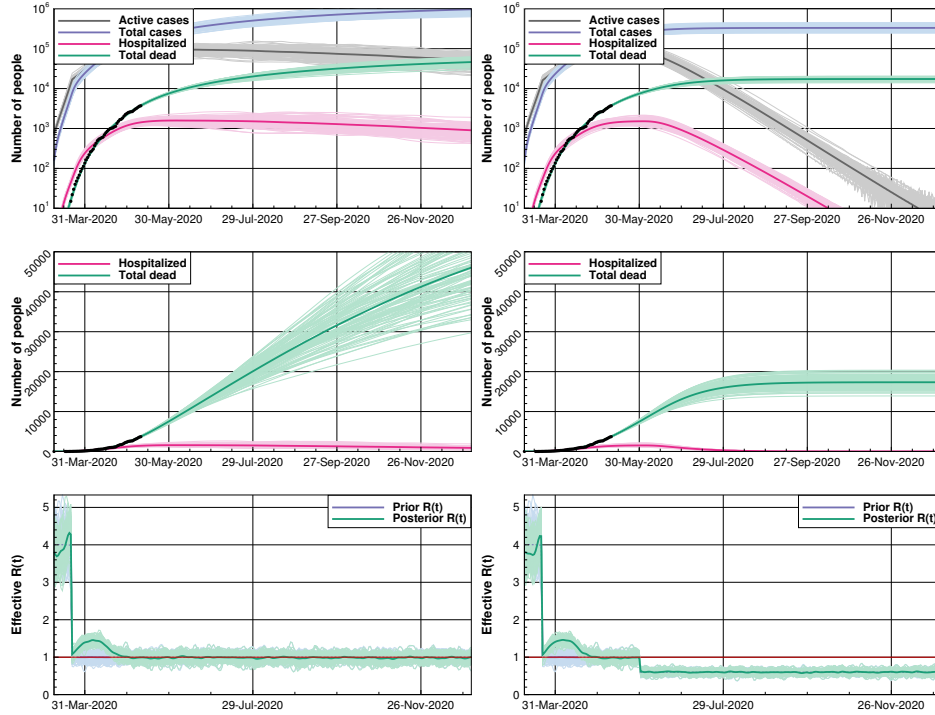 Number of people
10^6
10^5
10^4
10^3
10^2
10^1
Active cases
Total cases
Hospitalized
Total dead
31-Mar-2020 30-May-2020 29-Jul-2020 27-Sep-2020 26-Nov-2020
Number of people
10^6
10^5
10^4
10^3
10^2
10^1
Active cases
Total cases
Hospitalized
Total dead
31-Mar-2020 30-May-2020 29-Jul-2020 27-Sep-2020 26-Nov-2020
Number of people
50000
40000
30000
20000
10000
0
Hospitalized
Total dead
31-Mar-2020 30-May-2020 29-Jul-2020 27-Sep-2020 26-Nov-2020
Number of people
50000
40000
30000
20000
10000
0
Hospitalized
Total dead
31-Mar-2020 30-May-2020 29-Jul-2020 27-Sep-2020 26-Nov-2020
Effective R(t)
5
4
3
2
1
0
Prior R(t)
Posterior R(t)
31-Mar-2020 29-Jul-2020 26-Nov-2020
Effective R(t)
5
4
3
2
1
0
Prior R(t)
Posterior R(t)
31-Mar-2020 29-Jul-2020 26-Nov-2020